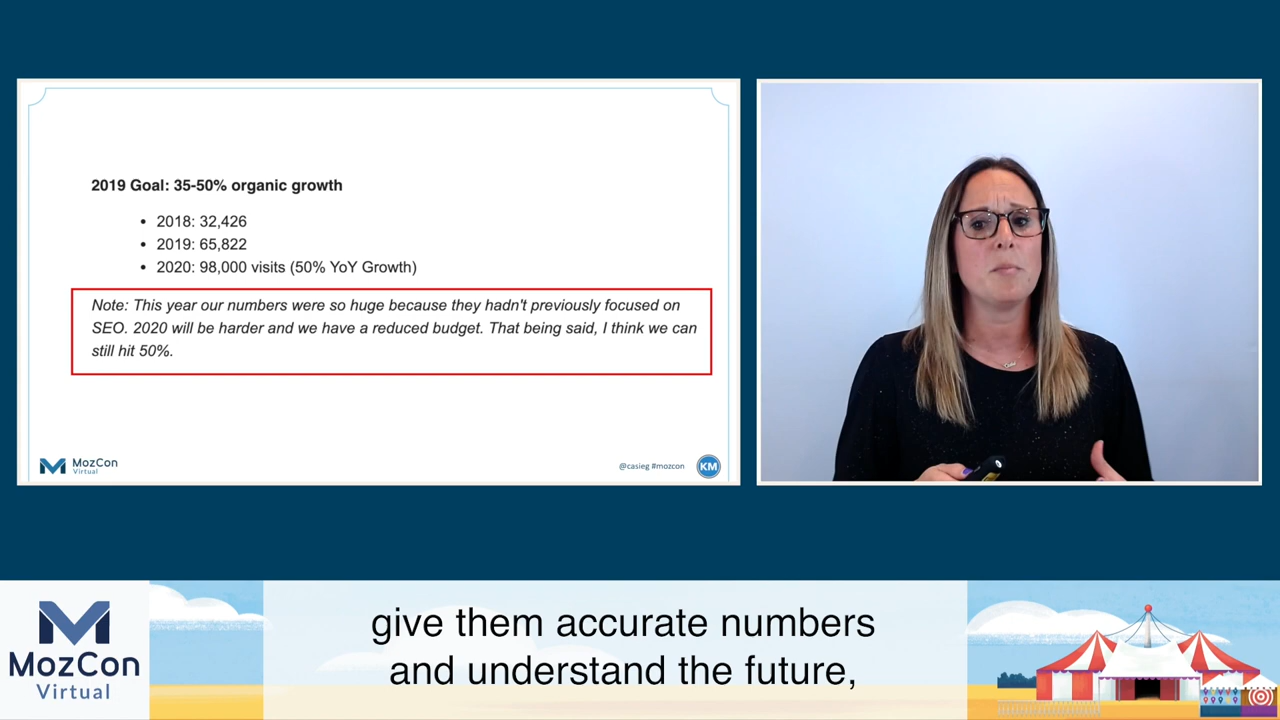 2019 Goal: 35-50% organic growth
• 2018: 32,426
• 2019: 65,822
• 2020: 98,000 visits (50% YoY Growth)
Note: This year our numbers were so huge because they hadn't previously focused on
SEO. 2020 will be harder and we have a reduced budget. That being said, I think we can
still hit 50%.
MozCon
Virtual
@casieg #mozcon
KM
give them accurate numbers
and understand the future,
MozCon
Virtual